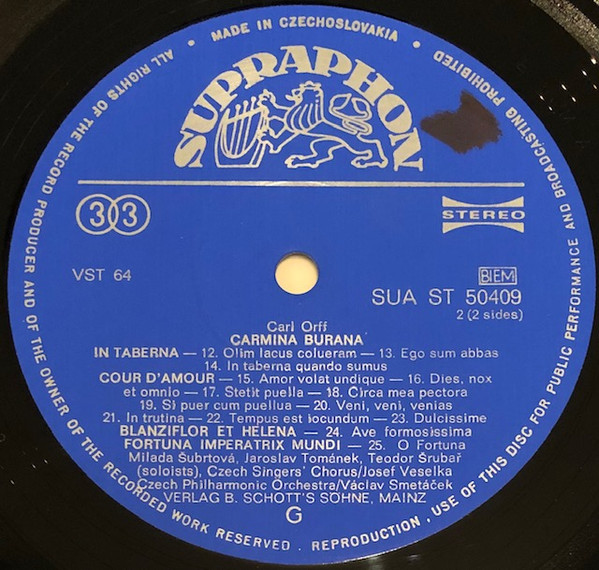 ALL RIGHTS OF THE RECORD PRODUCER AND OF THE OWNER OF THE RECORDED WORK RESERVED . REPRODUCTION, USE OF THIS DISC FOR PUBLIC PERFORMANCE AND BROADCASTING PROHIBITED
• MADE IN CZECHOSLOVAKIA •
SUPRAPHON
33
STEREO
VST 64
BIEM
SUA ST 50409
2 (2 sides)
Carl Orff
CARMINA BURANA
IN TABERNA — 12. Olim lacus colueram — 13. Ego sum abbas
14. In taberna quando sumus
COUR D'AMOUR — 15. Amor volat undique — 16. Dies, nox
et omnio — 17. Stetit puella — 18. Circa mea pectora
19. Si puer cum puellua — 20. Veni, veni, venias
21. In trutina — 22. Tempus est iocundum — 23. Dulcissime
BLANZIFLOR ET HELENA — 24. Ave formosissima
FORTUNA IMPERATRIX MUNDI — 25. O Fortuna
Milada Šubrtová, Jaroslav Tománek, Teodor Šrubař
(soloists), Czech Singers' Chorus/Josef Veselka
Czech Philharmonic Orchestra/Václav Smetáček
VERLAG B. SCHOTT'S SÖHNE, MAINZ
G